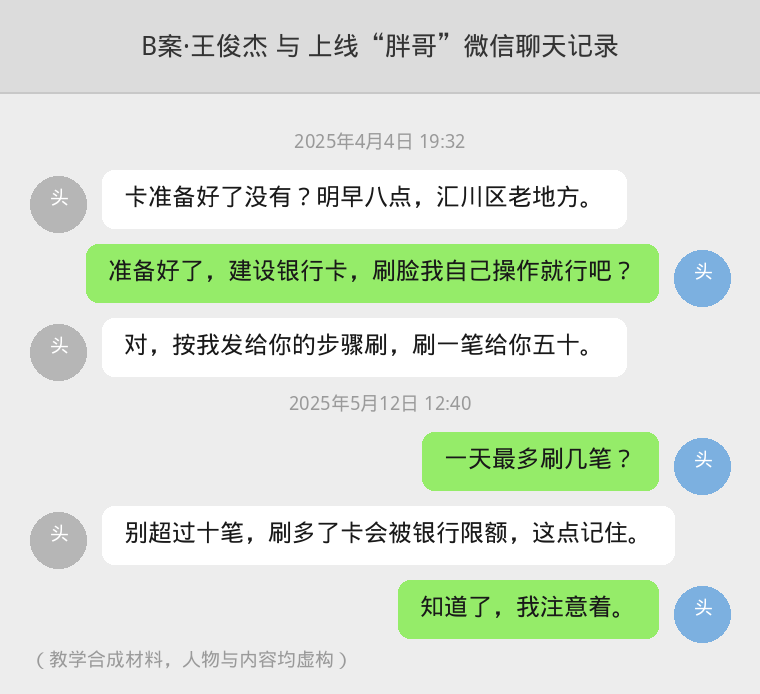 B案·王俊杰 与 上线“胖哥”微信聊天记录
2025年4月4日 19:32
头
卡准备好了没有？明早八点，汇川区老地方。
准备好了，建设银行卡，刷脸我自己操作就行吧？
头
头
对，按我发给你的步骤刷，刷一笔给你五十。
2025年5月12日 12:40
一天最多刷几笔？
头
头
别超过十笔，刷多了卡会被银行限额，这点记住。
知道了，我注意着。
头
（教学合成材料，人物与内容均虚构）